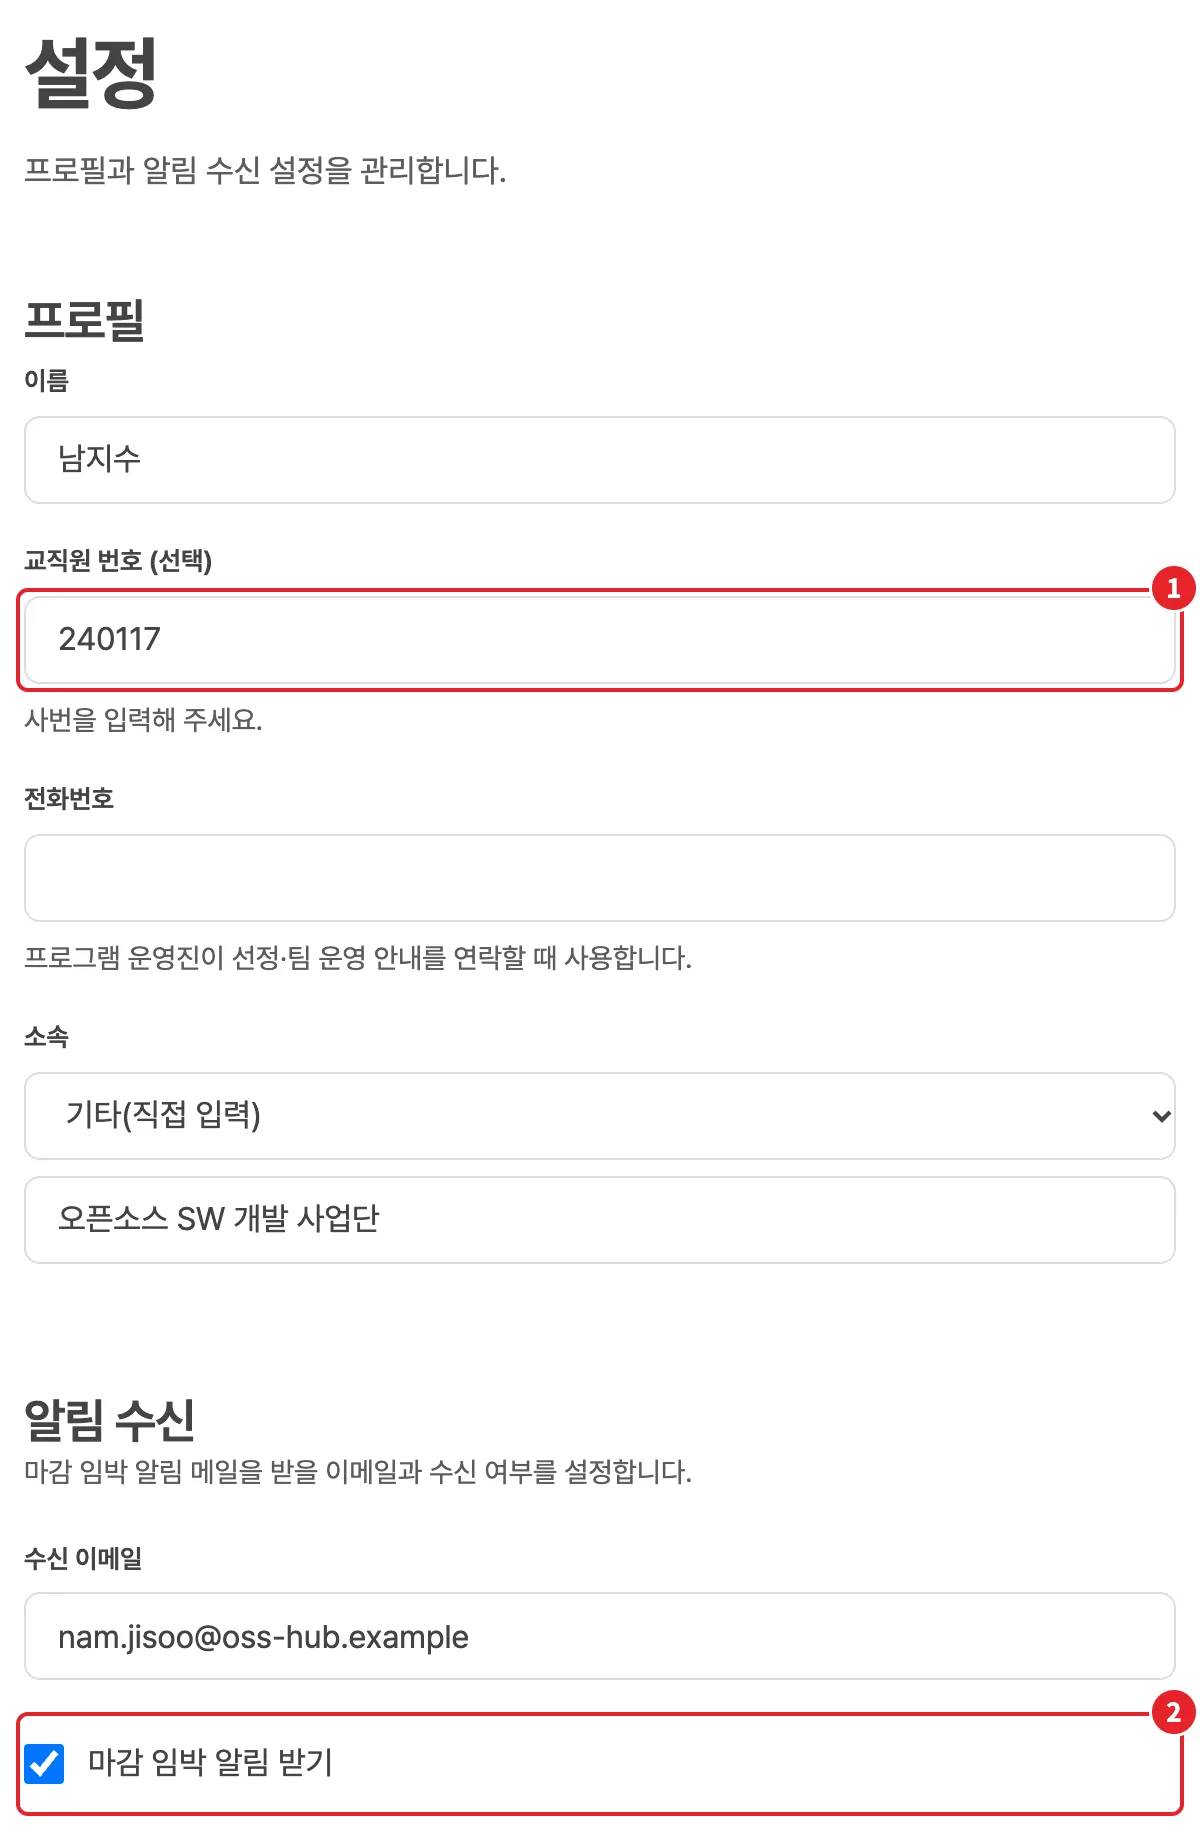 설정
프로필과 알림 수신 설정을 관리합니다.
프로필
이름
남지수
교직원 번호 (선택)
1
240117
사번을 입력해 주세요.
전화번호
프로그램 운영진이 선정·팀 운영 안내를 연락할 때 사용합니다.
소속
기타(직접 입력)
오픈소스 SW 개발 사업단
알림 수신
마감 임박 알림 메일을 받을 이메일과 수신 여부를 설정합니다.
수신 이메일
nam.jisoo@oss-hub.example
2
마감 임박 알림 받기